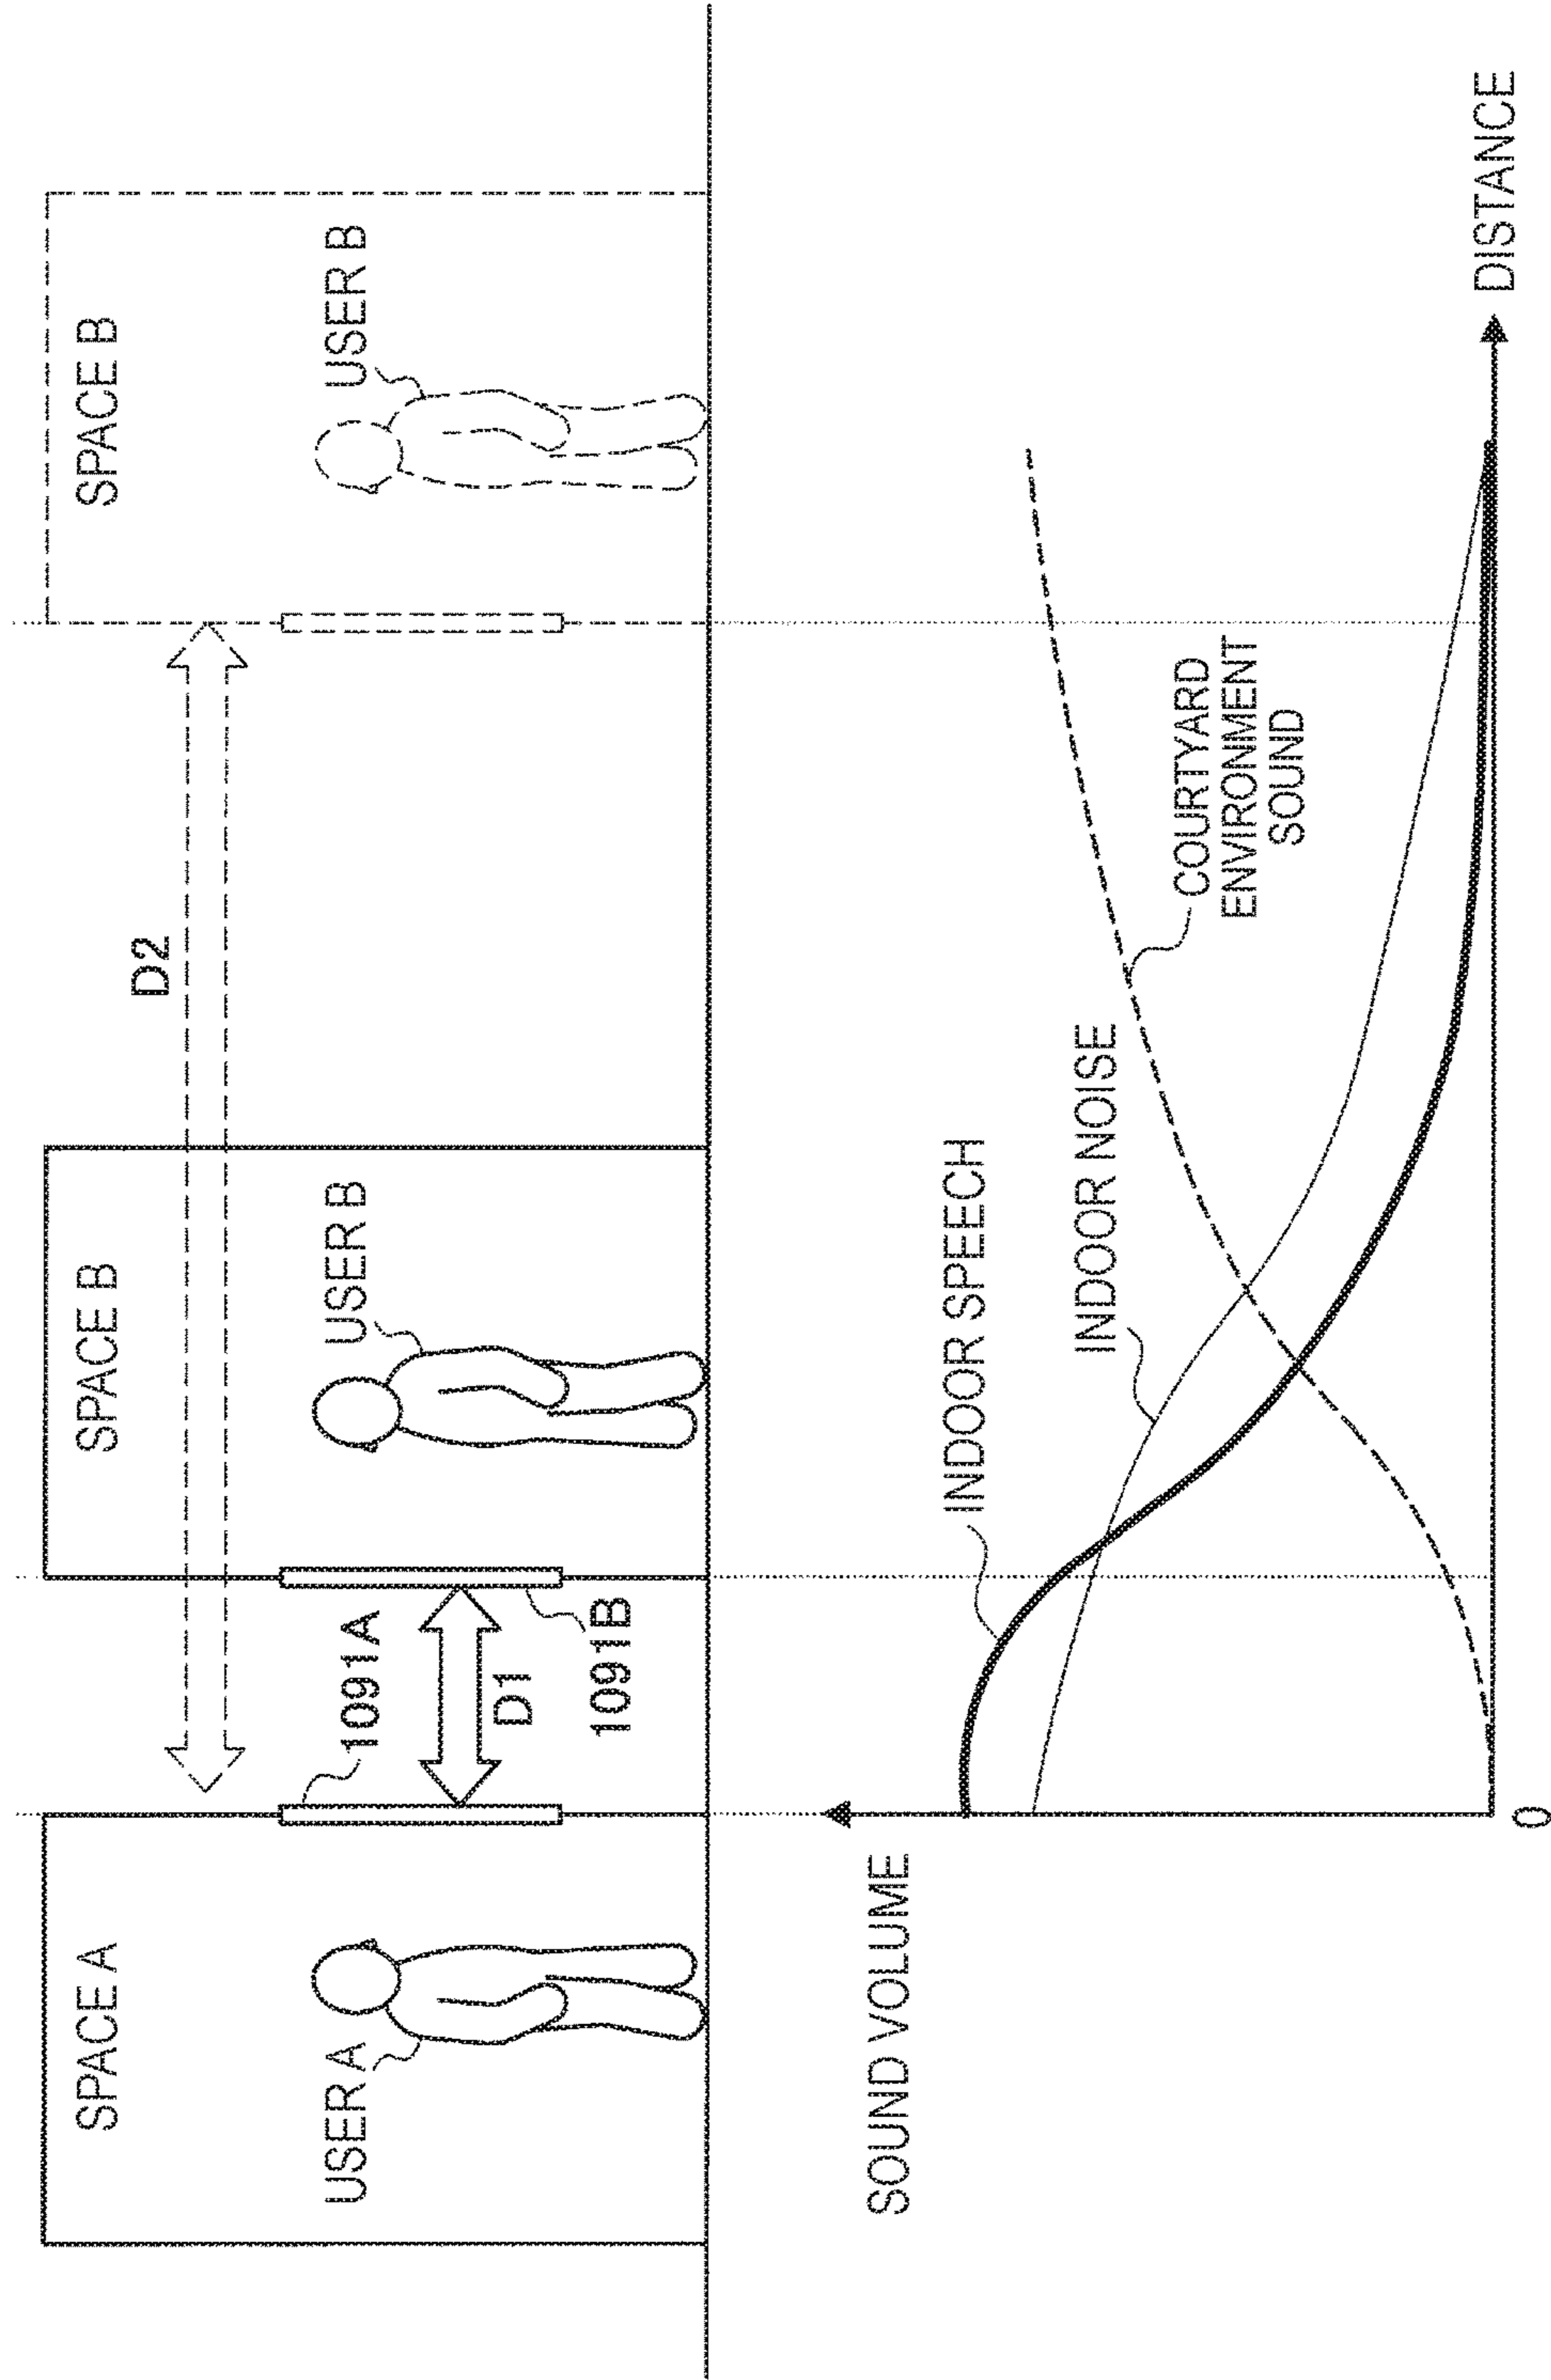 D2
SPACE A
SPACE B
SPACE B
USER A
1091A
USER B
USER B
D1
1091B
SOUND VOLUME
INDOOR SPEECH
INDOOR NOISE
COURTYARD
ENVIRONMENT
SOUND
0
DISTANCE